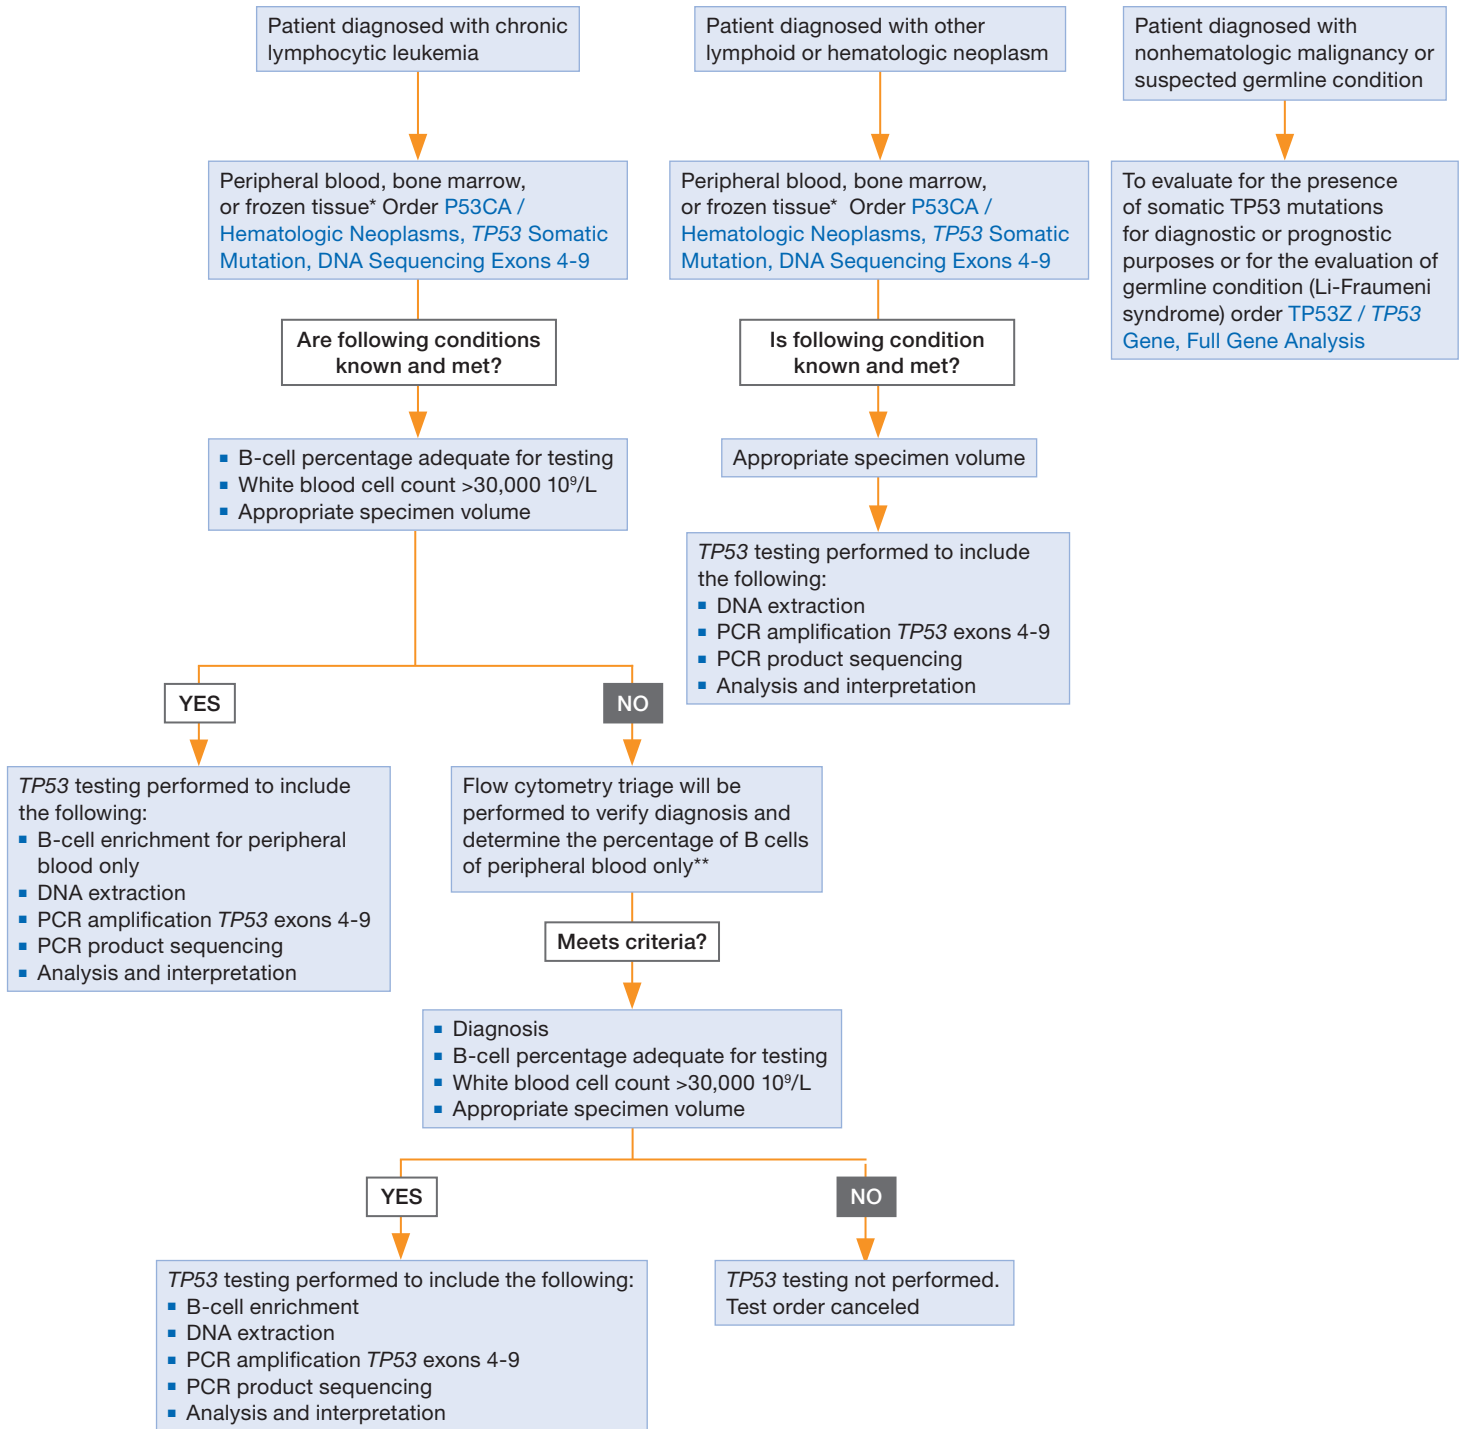 Patient diagnosed with chronic
lymphocytic leukemia
Patient diagnosed with other
lymphoid or hematologic neoplasm
Patient diagnosed with
nonhematologic malignancy or
suspected germline condition
Peripheral blood, bone marrow,
or frozen tissue* Order P53CA /
Hematologic Neoplasms, TP53 Somatic
Mutation, DNA Sequencing Exons 4-9
Peripheral blood, bone marrow,
or frozen tissue* Order P53CA /
Hematologic Neoplasms, TP53 Somatic
Mutation, DNA Sequencing Exons 4-9
To evaluate for the presence
of somatic TP53 mutations
for diagnostic or prognostic
purposes or for the evaluation of
germline condition (Li-Fraumeni
syndrome) order TP53Z / TP53
Gene, Full Gene Analysis
Are following conditions
known and met?
Is following condition
known and met?
▪ B-cell percentage adequate for testing
▪ White blood cell count >30,000 10⁹/L
▪ Appropriate specimen volume
Appropriate specimen volume
TP53 testing performed to include
the following:
▪ DNA extraction
▪ PCR amplification TP53 exons 4-9
▪ PCR product sequencing
▪ Analysis and interpretation
YES
NO
TP53 testing performed to include
the following:
▪ B-cell enrichment for peripheral
blood only
▪ DNA extraction
▪ PCR amplification TP53 exons 4-9
▪ PCR product sequencing
▪ Analysis and interpretation
Flow cytometry triage will be
performed to verify diagnosis and
determine the percentage of B cells
of peripheral blood only**
Meets criteria?
▪ Diagnosis
▪ B-cell percentage adequate for testing
▪ White blood cell count >30,000 10⁹/L
▪ Appropriate specimen volume
YES
NO
TP53 testing performed to include the following:
▪ B-cell enrichment
▪ DNA extraction
▪ PCR amplification TP53 exons 4-9
▪ PCR product sequencing
▪ Analysis and interpretation
TP53 testing not performed.
Test order canceled